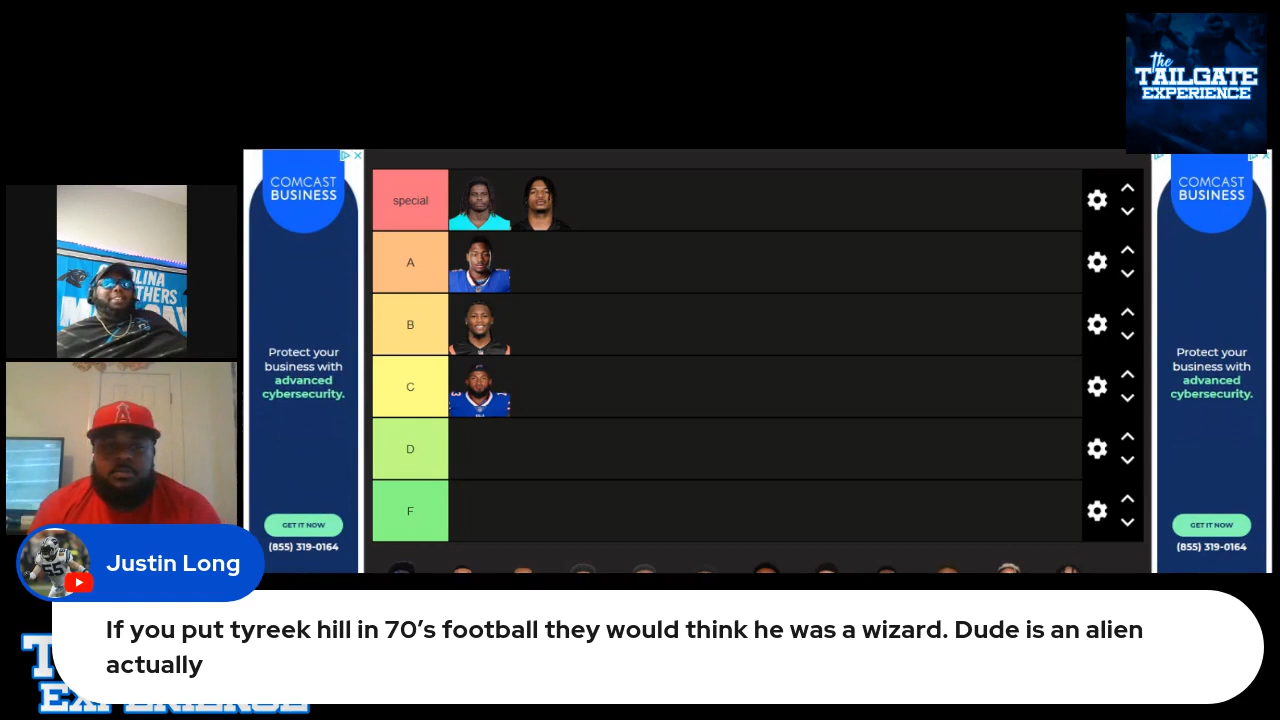 the
TAILGATE
EXPERIENCE
COMCAST
BUSINESS
Protect your
business with
advanced
cybersecurity.
GET IT NOW
(855) 319-0164
special
A
B
C
D
F
COMCAST
BUSINESS
Protect your
business with
advanced
cybersecurity.
GET IT NOW
(855) 319-0164
Justin Long
If you put tyreek hill in 70’s football they would think he was a wizard. Dude is an alien
actually